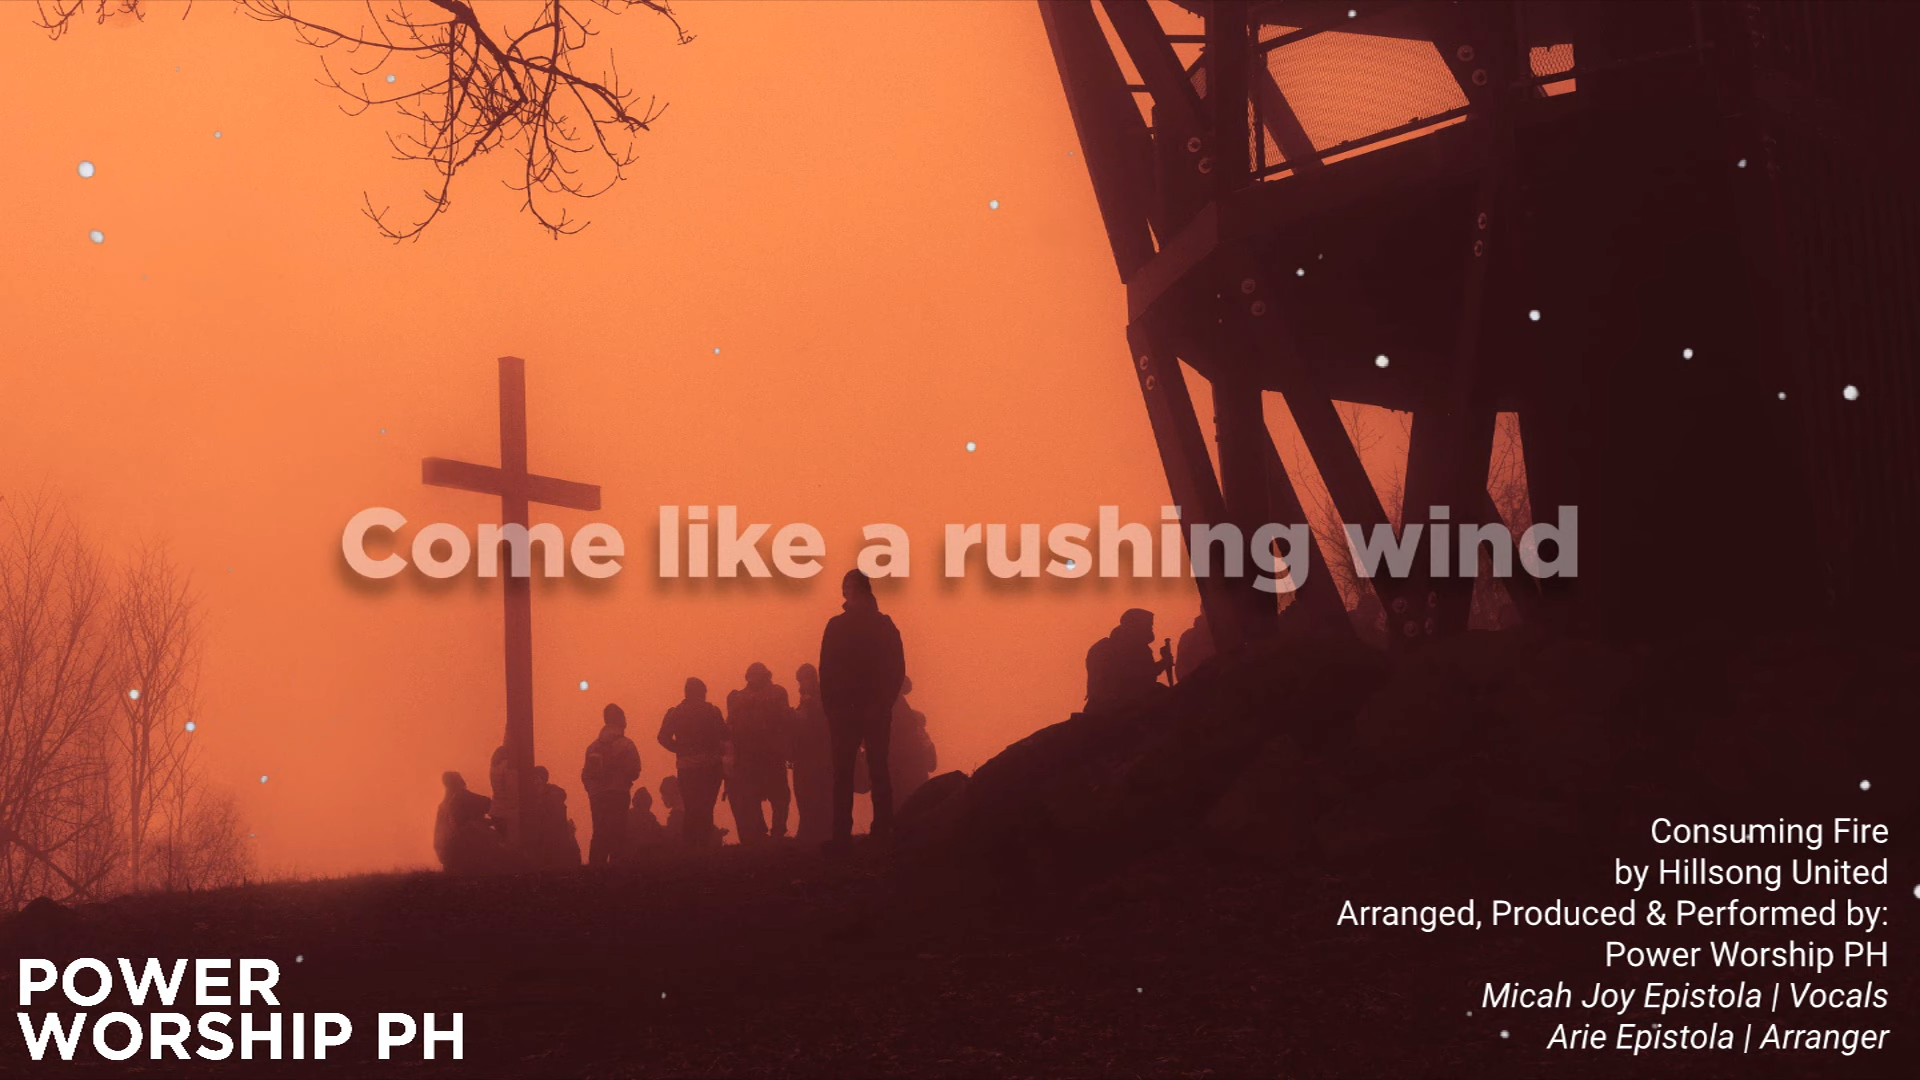 Come like a rushing wind
Consuming Fire
by Hillsong United
Arranged, Produced & Performed by:
Power Worship PH
Micah Joy Epistola | Vocals
Arie Epistola | Arranger
POWER
WORSHIP PH